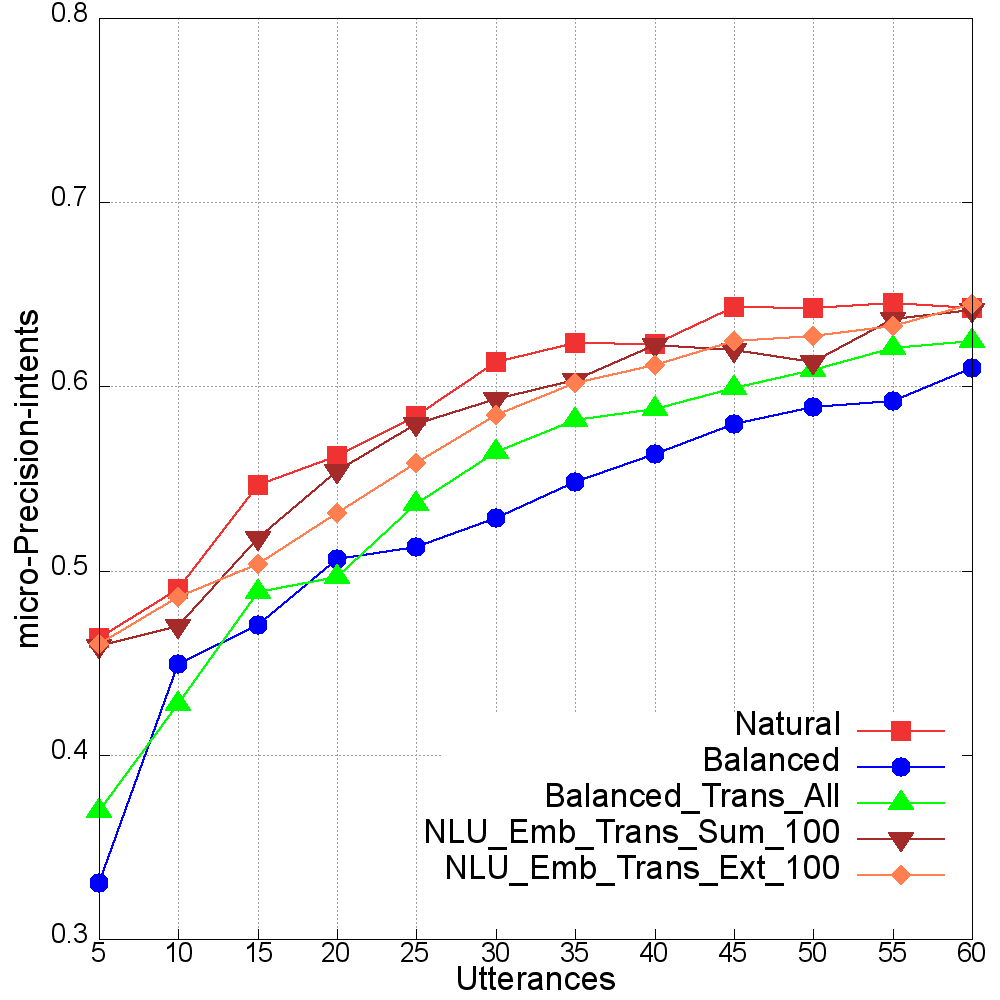 0.8
0.7
0.6
0.5
0.4
0.3
micro-Precision-intents
Natural
Balanced
Balanced_Trans_All
NLU_Emb_Trans_Sum_100
NLU_Emb_Trans_Ext_100
5 10 15 20 25 30 35 40 45 50 55 60
Utterances